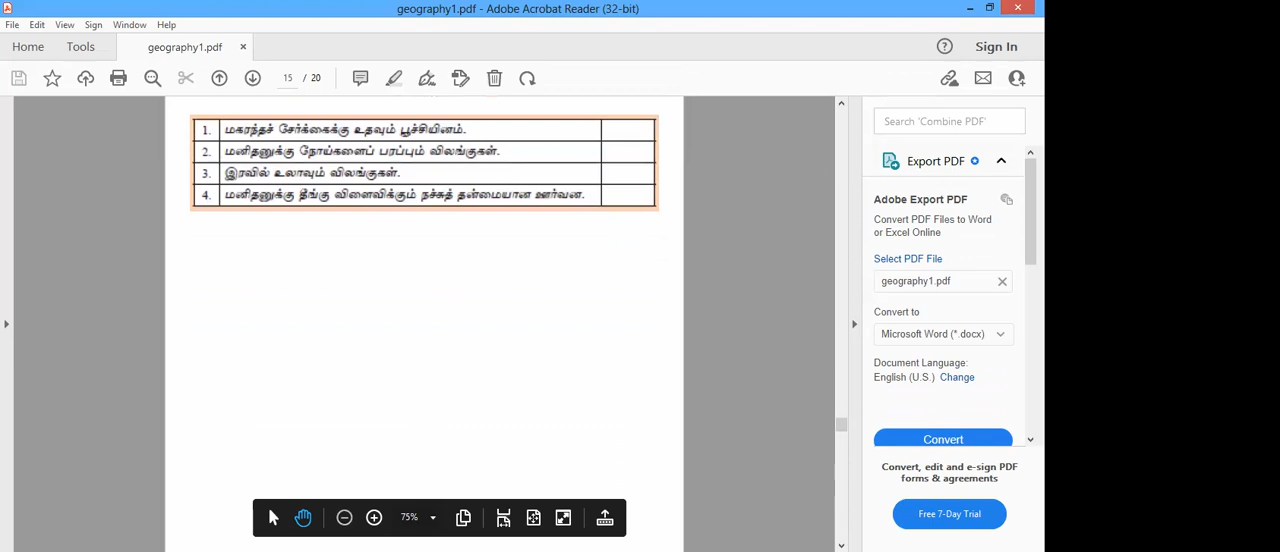 geography1.pdf - Adobe Acrobat Reader (32-bit)
File Edit View Sign Window Help
Home Tools geography1.pdf × Sign In
15 / 20
1. மகரந்தச் சேர்க்கைக்கு உதவும் பூச்சியினம்.
2. மனிதனுக்கு நோய்களைப் பரப்பும் விலங்குகள்.
3. இரவில் உலாவும் விலங்குகள்.
4. மனிதனுக்கு தீங்கு விளைவிக்கும் நச்சுத் தன்மையான ஊர்வன.
75%
Search 'Combine PDF'
Export PDF
Adobe Export PDF
Convert PDF Files to Word
or Excel Online
Select PDF File
geography1.pdf
Convert to
Microsoft Word (*.docx)
Document Language:
English (U.S.) Change
Convert
Convert, edit and e-sign PDF
forms & agreements
Free 7-Day Trial